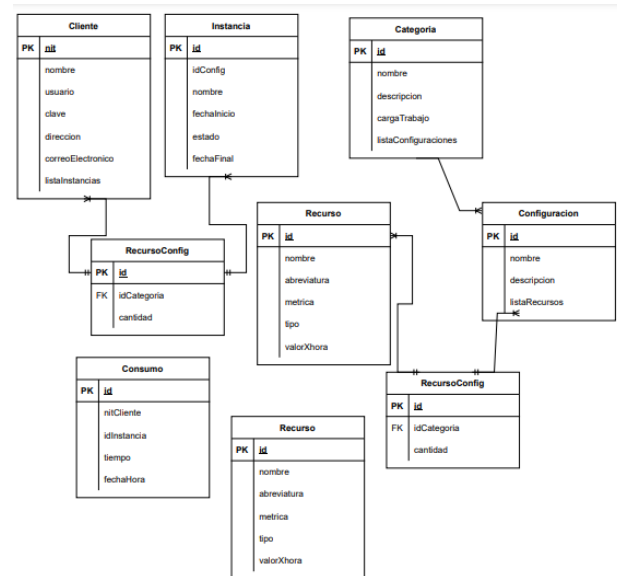 Cliente
PK nit
nombre
usuario
clave
direccion
correoElectronico
listaInstancias
Instancia
PK id
idConfig
nombre
fechaInicio
estado
fechaFinal
Categoria
PK id
nombre
descripcion
cargaTrabajo
listaConfiguraciones
Recurso
PK id
nombre
abreviatura
metrica
tipo
valorXhora
Configuracion
PK id
nombre
descripcion
listaRecursos
RecursoConfig
PK id
FK idCategoria
cantidad
Consumo
PK id
nitCliente
idInstancia
tiempo
fechaHora
RecursoConfig
PK id
FK idCategoria
cantidad
Recurso
PK id
nombre
abreviatura
metrica
tipo
valorXhora